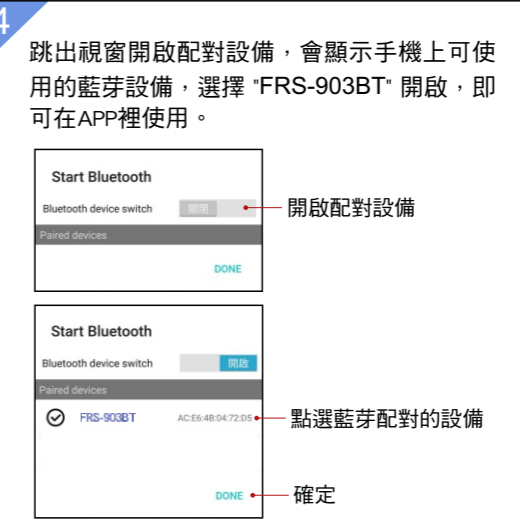 4
跳出視窗開啟配對設備，會顯示手機上可使
用的藍芽設備，選擇 "FRS-903BT" 開啟，即
可在APP裡使用。
Start Bluetooth
Bluetooth device switch 關閉 開啟配對設備
Paired devices
DONE
Start Bluetooth
Bluetooth device switch 開啟
Paired devices
FRS-903BT AC:E6:4B:04:72:D5 點選藍芽配對的設備
DONE 確定